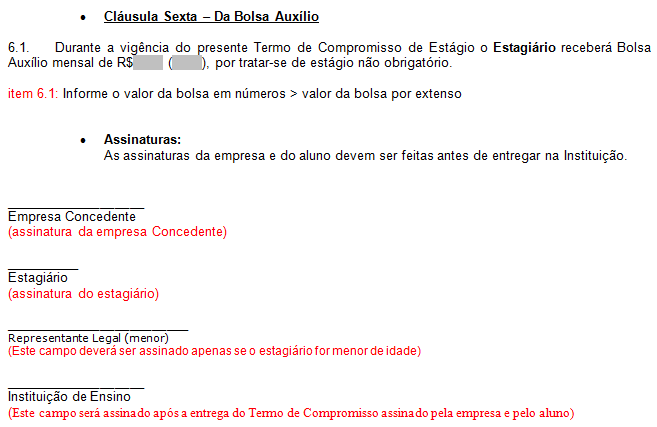 • Cláusula Sexta – Da Bolsa Auxílio
6.1. Durante a vigência do presente Termo de Compromisso de Estágio o Estagiário receberá Bolsa
Auxílio mensal de R$ ( ), por tratar-se de estágio não obrigatório.
item 6.1: Informe o valor da bolsa em números > valor da bolsa por extenso
• Assinaturas:
As assinaturas da empresa e do aluno devem ser feitas antes de entregar na Instituição.
Empresa Concedente
(assinatura da empresa Concedente)
Estagiário
(assinatura do estagiário)
Representante Legal (menor)
(Este campo deverá ser assinado apenas se o estagiário for menor de idade)
Instituição de Ensino
(Este campo será assinado após a entrega do Termo de Compromisso assinado pela empresa e pelo aluno)